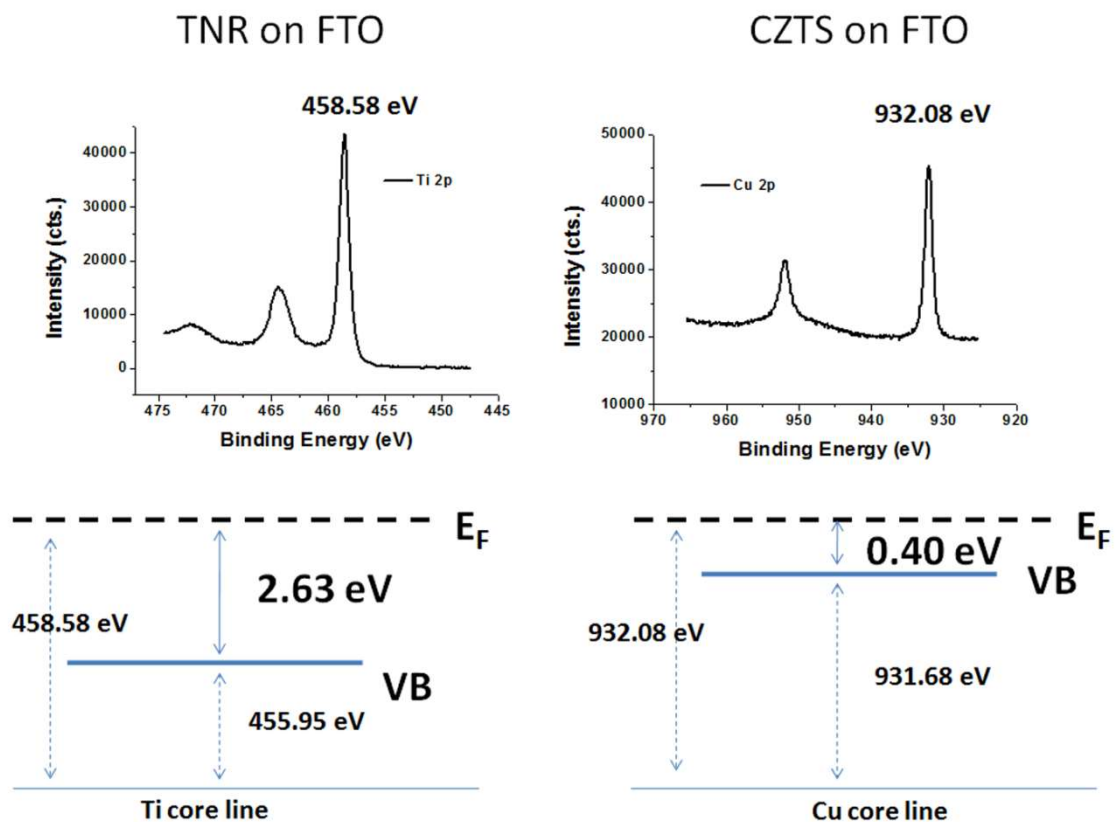 TNR on FTO
CZTS on FTO
458.58 eV
Ti 2p
Intensity (cts.)
40000
30000
20000
10000
0
475
470
465
460
455
450
445
Binding Energy (eV)
932.08 eV
Cu 2p
Intensity (cts.)
50000
40000
30000
20000
10000
970
960
950
940
930
920
Binding Energy (eV)
EF
2.63 eV
458.58 eV
VB
455.95 eV
Ti core line
EF
0.40 eV
VB
932.08 eV
931.68 eV
Cu core line